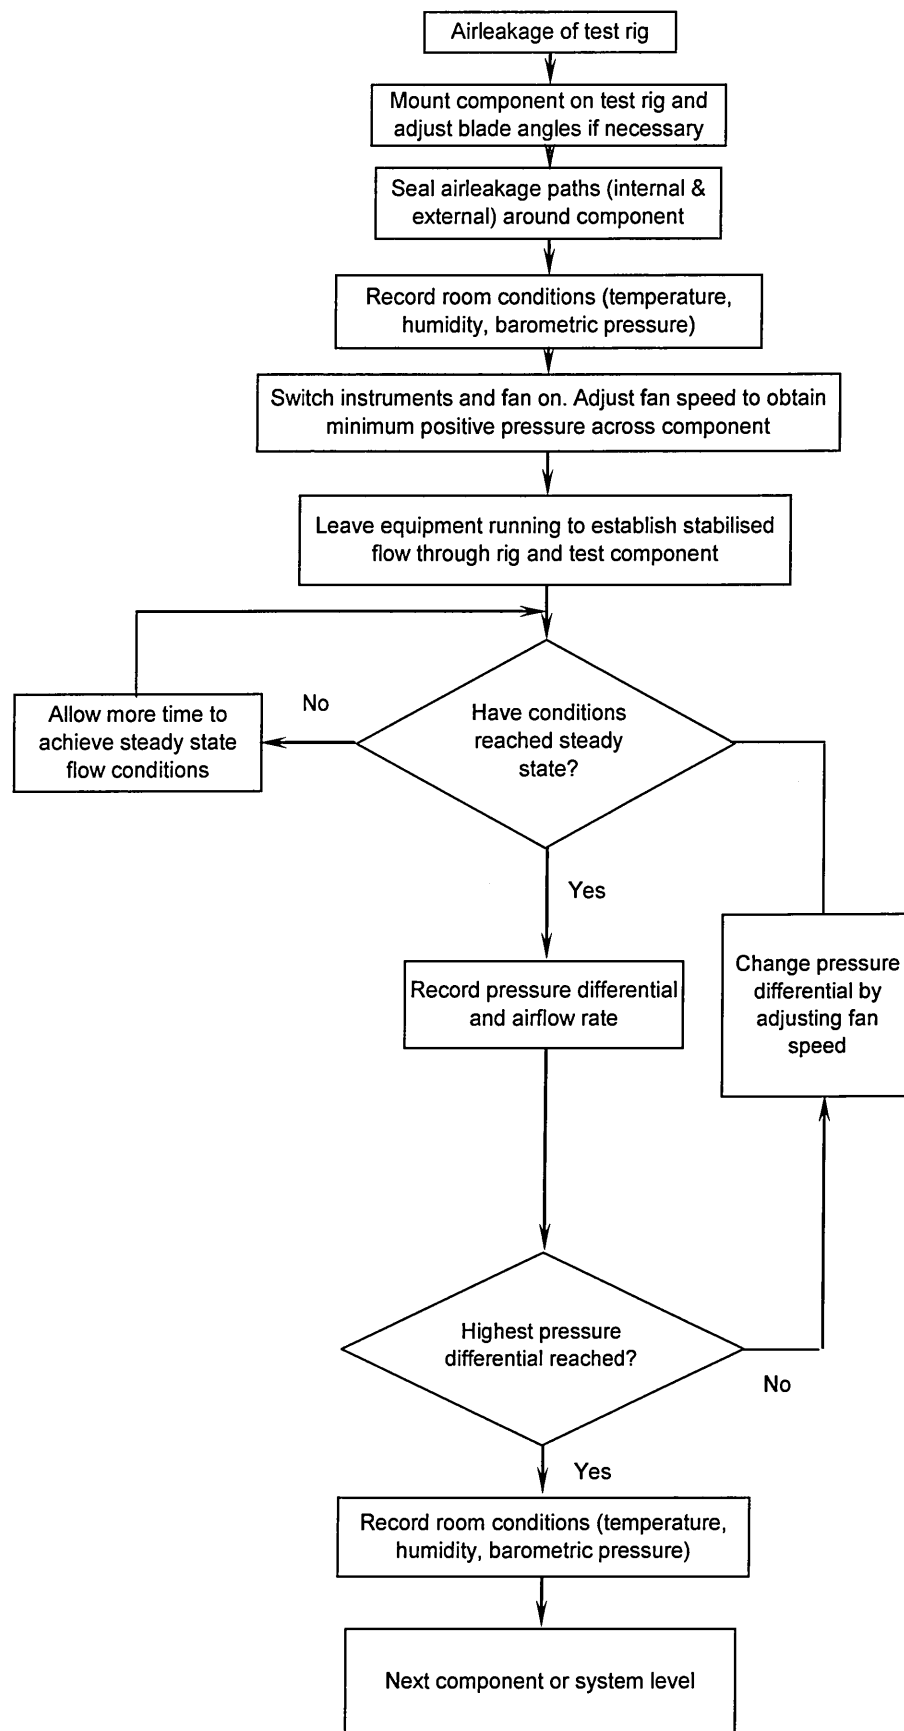 Airleakage of test rig
Mount component on test rig and
adjust blade angles if necessary
Seal airleakage paths (internal &
external) around component
Record room conditions (temperature,
humidity, barometric pressure)
Switch instruments and fan on. Adjust fan speed to obtain
minimum positive pressure across component
Leave equipment running to establish stabilised
flow through rig and test component
Allow more time to
achieve steady state
flow conditions
No
Have conditions
reached steady
state?
Yes
Record pressure differential
and airflow rate
Change pressure
differential by
adjusting fan
speed
Highest pressure
differential reached?
No
Yes
Record room conditions (temperature,
humidity, barometric pressure)
Next component or system level